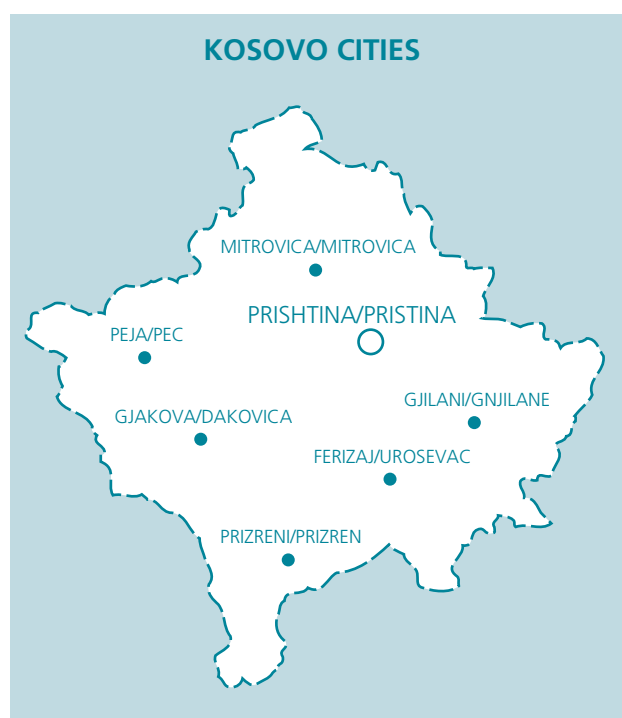 KOSOVO CITIES
MITROVICA/MITROVICA
PRISHTINA/PRISTINA
PEJA/PEC
GJILANI/GNJILANE
GJAKOVA/DAKOVICA
FERIZAJ/UROSEVAC
PRIZRENI/PRIZREN